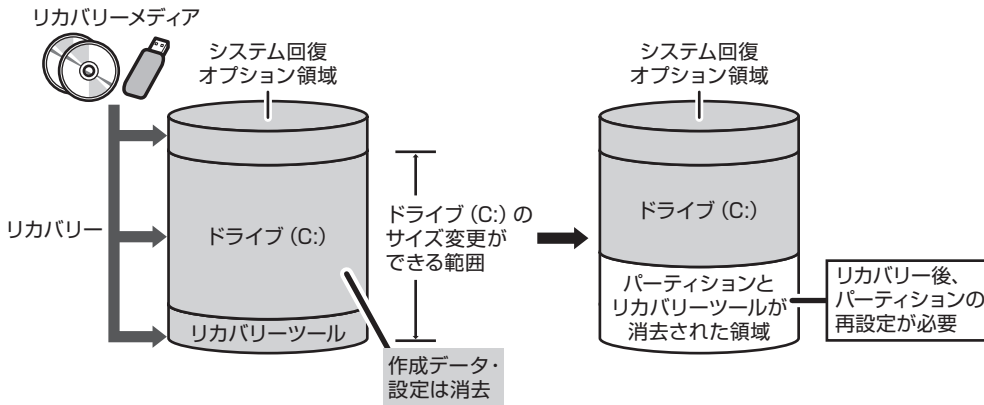 リカバリーメディア
システム回復
オプション領域
リカバリー
ドライブ（C:）
リカバリーツール
ドライブ（C:）の
サイズ変更が
できる範囲
作成データ・
設定は消去
システム回復
オプション領域
ドライブ（C:）
パーティションと
リカバリーツールが
消去された領域
リカバリー後、
パーティションの
再設定が必要